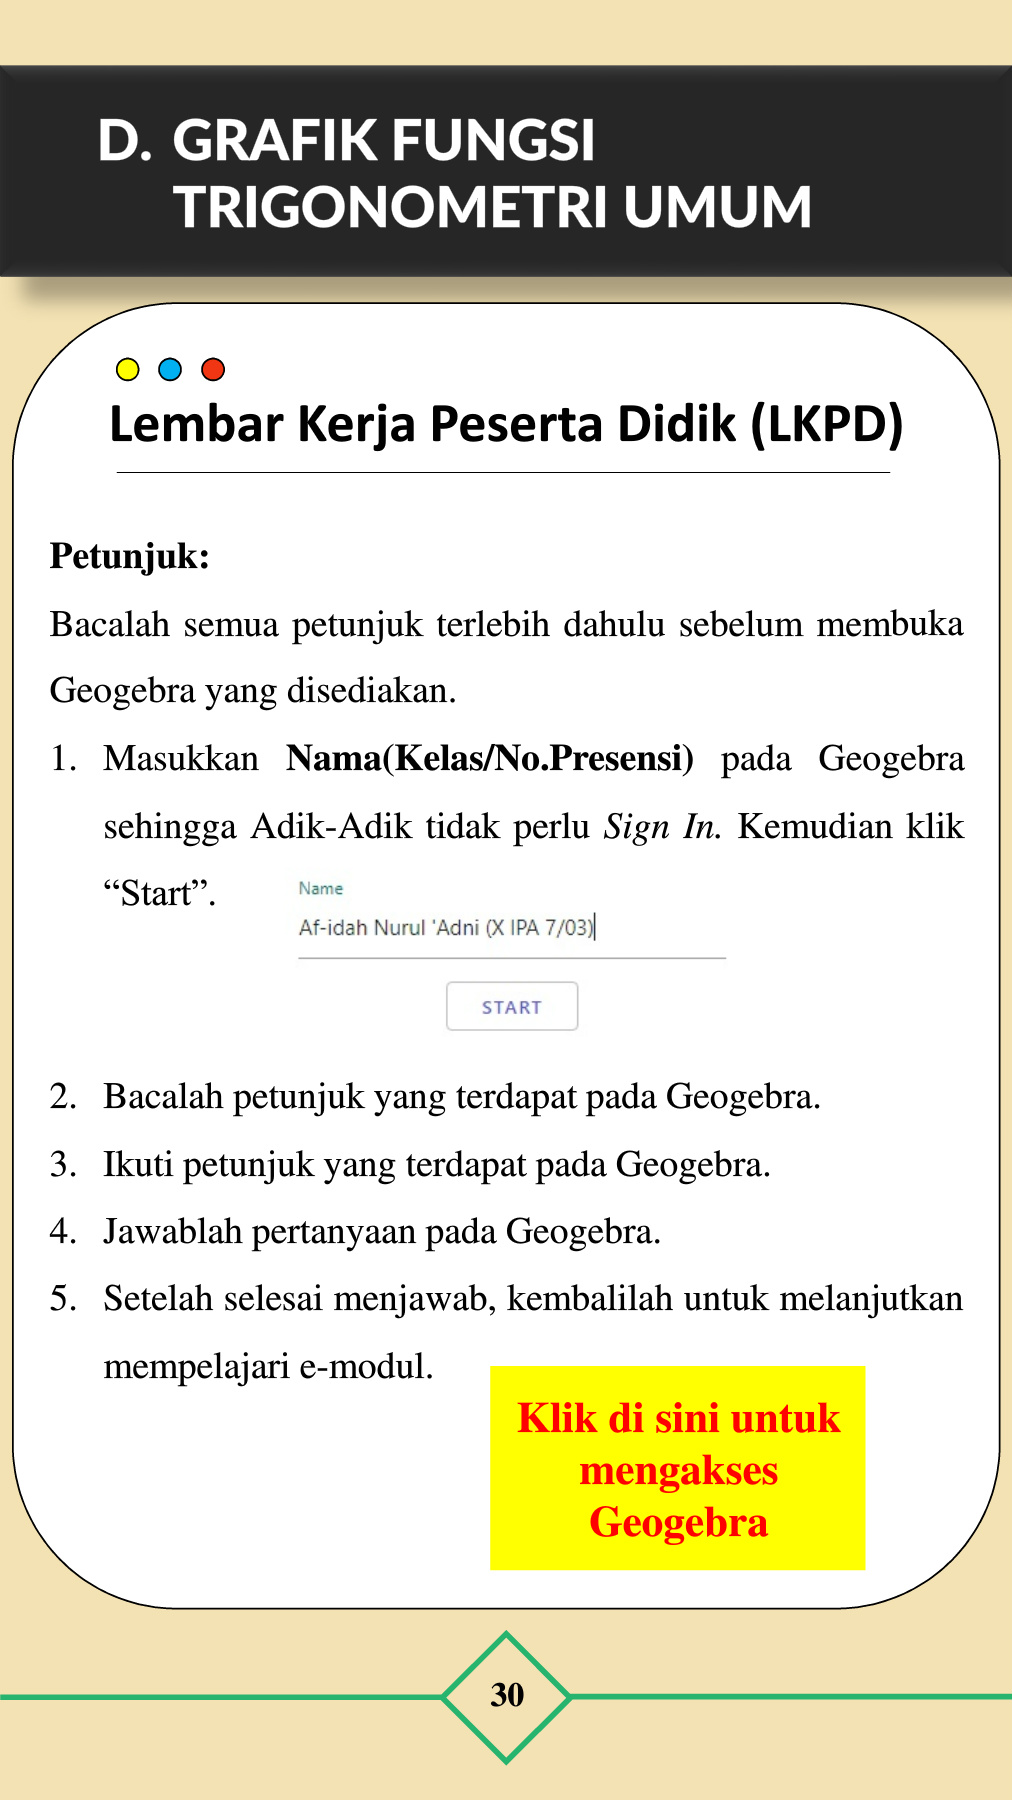 D. GRAFIK FUNGSI
TRIGONOMETRI UMUM
Lembar Kerja Peserta Didik (LKPD)
Petunjuk:
Bacalah semua petunjuk terlebih dahulu sebelum membuka
Geogebra yang disediakan.
1. Masukkan Nama(Kelas/No.Presensi) pada Geogebra
sehingga Adik-Adik tidak perlu Sign In. Kemudian klik
“Start”.
Name
Af-idah Nurul 'Adni (X IPA 7/03)
START
2. Bacalah petunjuk yang terdapat pada Geogebra.
3. Ikuti petunjuk yang terdapat pada Geogebra.
4. Jawablah pertanyaan pada Geogebra.
5. Setelah selesai menjawab, kembalilah untuk melanjutkan
mempelajari e-modul.
Klik di sini untuk
mengakses
Geogebra
30